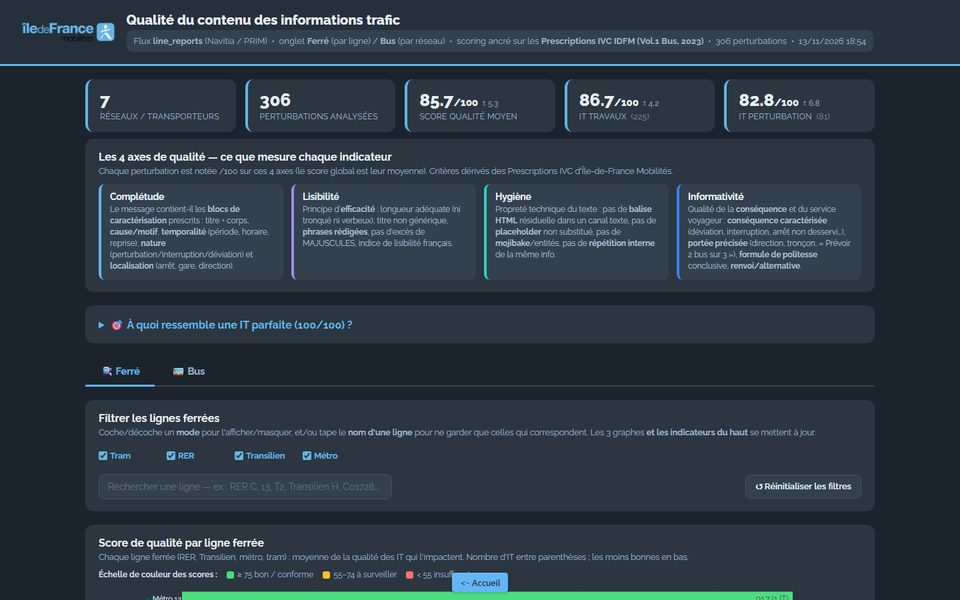 îledeFrance
mobilités
Qualité du contenu des informations trafic
Flux line_reports (Navitia / PRIM) • onglet Ferré (par ligne) / Bus (par réseau) • scoring ancré sur les Prescriptions IVC IDFM (Vol.1 Bus, 2023) • 306 perturbations • 13/11/2026 18:54
7
RÉSEAUX / TRANSPORTEURS
306
PERTURBATIONS ANALYSÉES
85.7/100 ± 5.3
SCORE QUALITÉ MOYEN
86.7/100 ± 4.2
IT TRAVAUX (225)
82.8/100 ± 6.8
IT PERTURBATION (81)
Les 4 axes de qualité — ce que mesure chaque indicateur
Chaque perturbation est notée /100 sur ces 4 axes (le score global est leur moyenne). Critères dérivés des Prescriptions IVC d'Île-de-France Mobilités.
Complétude
Le message contient-il les blocs de
caractérisation prescrits : titre + corps,
cause/motif, temporalité (période, horaire,
reprise), nature
(perturbation/interruption/déviation) et
localisation (arrêt, gare, direction).
Lisibilité
Principe d'efficacité : longueur adéquate (ni
tronqué ni verbeux), titre non générique,
phrases rédigées, pas d'excès de
MAJUSCULES, indice de lisibilité français.
Hygiène
Propreté technique du texte : pas de balise
HTML résiduelle dans un canal texte, pas de
placeholder non substitué, pas de
mojibake/entités, pas de répétition interne
de la même info.
Informativité
Qualité de la conséquence et du service
voyageur : conséquence caractérisée
(déviation, interruption, arrêt non desservi…),
portée précisée (direction, tronçon, « Prévoir
2 bus sur 3 »), formule de politesse
conclusive, renvoi/alternative.
▶ 🎯 À quoi ressemble une IT parfaite (100/100) ?
Ferré
Bus
Filtrer les lignes ferrées
Coche/décoche un mode pour l'afficher/masquer, et/ou tape le nom d'une ligne pour ne garder que celles qui correspondent. Les 3 graphes et les indicateurs du haut se mettent à jour.
Tram
RER
Transilien
Métro
Rechercher une ligne — ex : RER C, 13, T2, Transilien H, C01728…
↺ Réinitialiser les filtres
Score de qualité par ligne ferrée
Chaque ligne ferrée (RER, Transilien, métro, tram) : moyenne de la qualité des IT qui l'impactent. Nombre d'IT entre parenthèses ; les moins bonnes en bas.
Échelle de couleur des scores : ≥ 75 bon / conforme 55–74 à surveiller < 55
<- Accueil
Métro 12